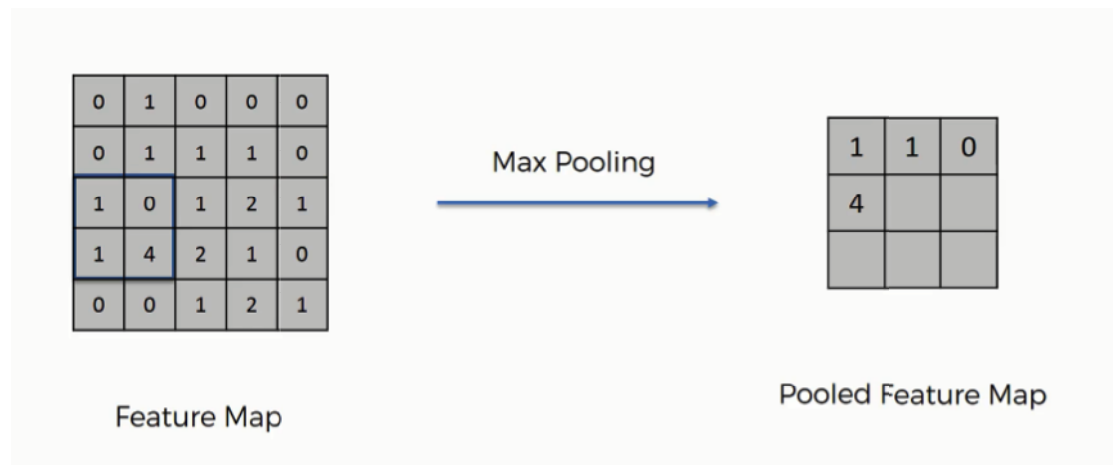 0 1 0 0 0
0 1 1 1 0
1 0 1 2 1
1 4 2 1 0
0 0 1 2 1
Feature Map
Max Pooling
1 1 0
4
Pooled Feature Map